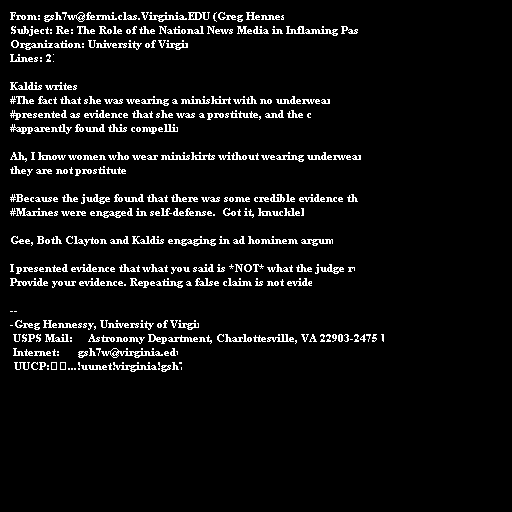 From: gsh7w@fermi.clas.Virginia.EDU (Greg Hennes
Subject: Re: The Role of the National News Media in Inflaming Pas
Organization: University of Virgin
Lines: 2
Kaldis writes
#The fact that she was wearing a miniskirt with no underwear
#presented as evidence that she was a prostitute, and the c
#apparently found this compellin
Ah, I know women who wear miniskirts without wearing underwear
they are not prostitute
#Because the judge found that there was some credible evidence th
#Marines were engaged in self-defense.  Got it, knuckleh
Gee, Both Clayton and Kaldis engaging in ad hominem argum
I presented evidence that what you said is *NOT* what the judge r
Provide your evidence. Repeating a false claim is not evide
--
-Greg Hennessy, University of Virgin
USPS Mail: Astronomy Department, Charlottesville, VA 22903-2475 U
Internet: gsh7w@virginia.edu
UUCP: ...!uunet!virginia!gsh7